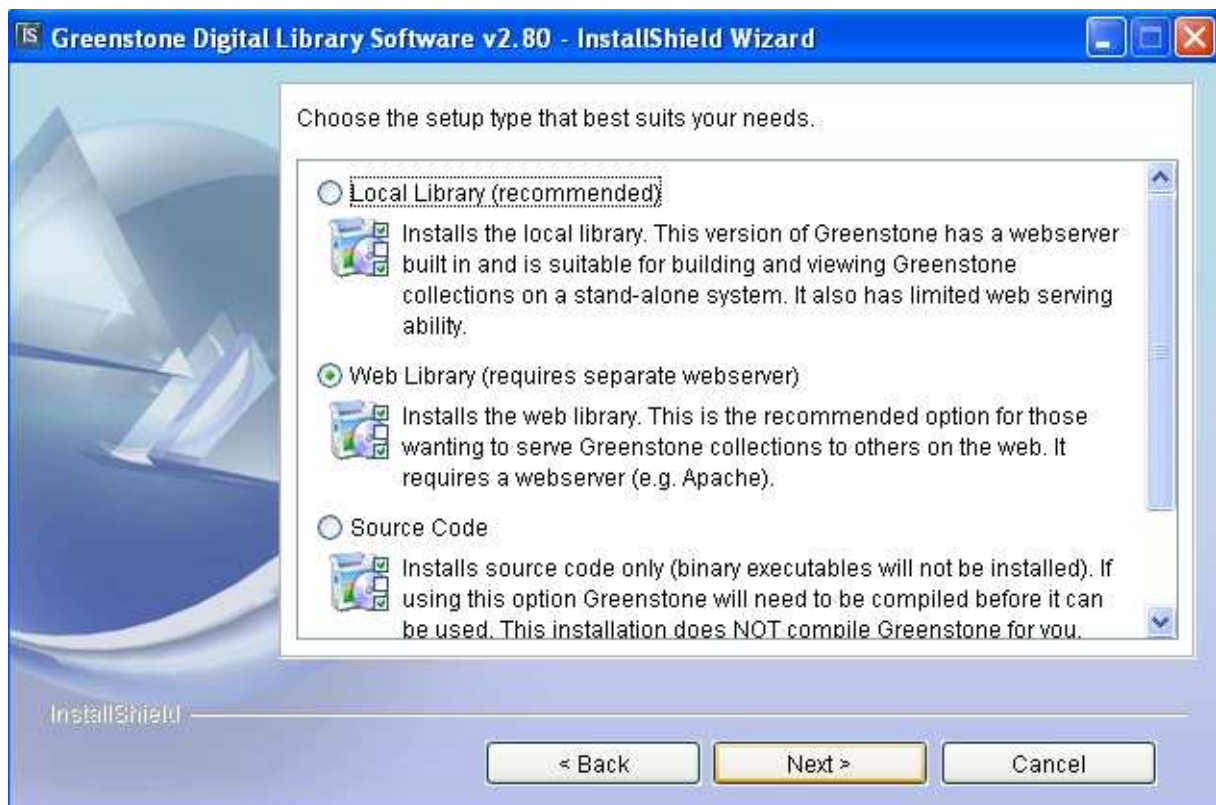 Greenstone Digital Library Software v2.80 - InstallShield Wizard
Choose the setup type that best suits your needs.
Local Library (recommended)
Installs the local library. This version of Greenstone has a webserver
built in and is suitable for building and viewing Greenstone
collections on a stand-alone system. It also has limited web serving
ability.
Web Library (requires separate webserver)
Installs the web library. This is the recommended option for those
wanting to serve Greenstone collections to others on the web. It
requires a webserver (e.g. Apache).
Source Code
Installs source code only (binary executables will not be installed). If
using this option Greenstone will need to be compiled before it can
be used. This installation does NOT compile Greenstone for you.
InstallShield
< Back
Next >
Cancel